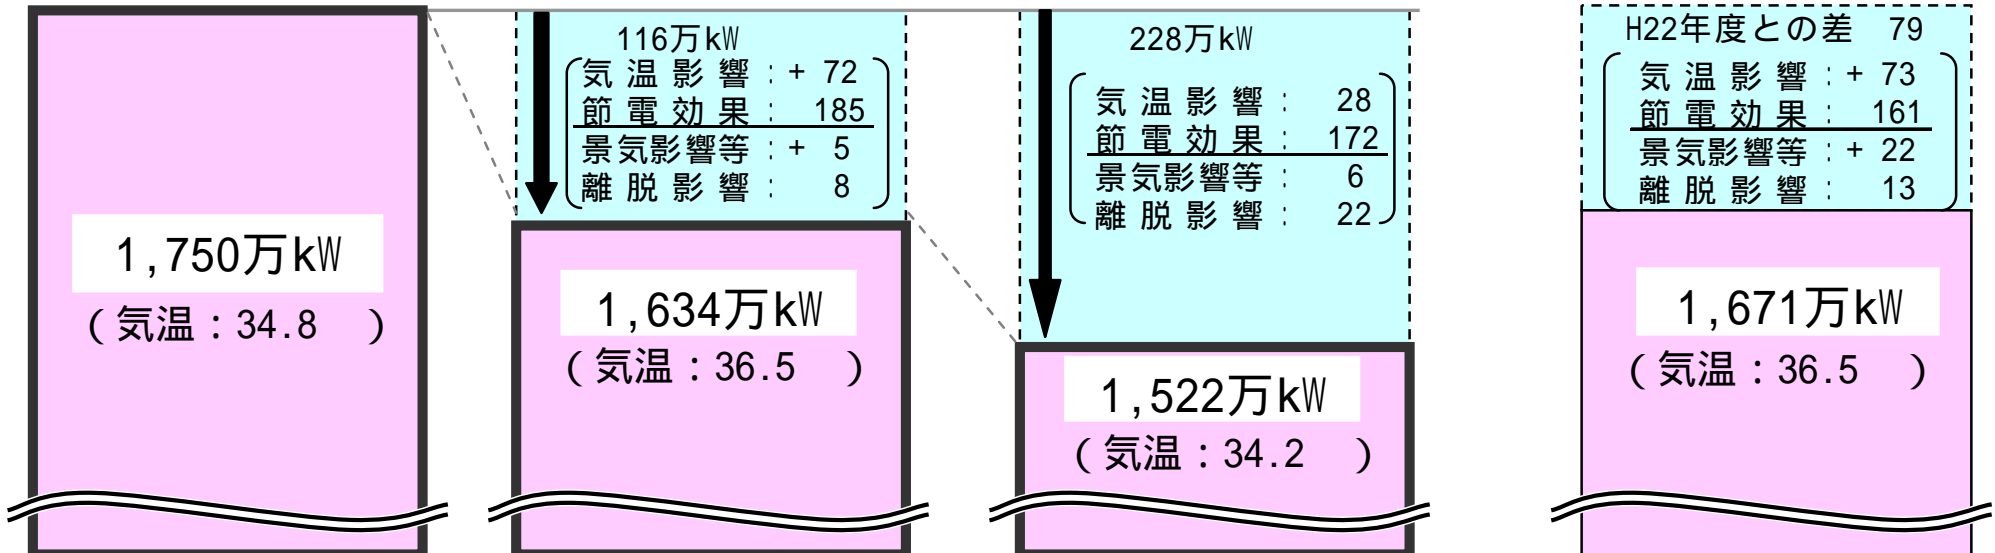 1,750万kW
(気温：34.8　)
116万kW
気温影響：+ 72
節電効果：　185
景気影響等：+ 5
離脱影響：　8
1,634万kW
(気温：36.5　)
228万kW
気温影響：　28
節電効果：　172
景気影響等：　6
離脱影響：　22
1,522万kW
(気温：34.2　)
H22年度との差　79
気温影響：+ 73
節電効果：　161
景気影響等：+ 22
離脱影響：　13
1,671万kW
(気温：36.5　)